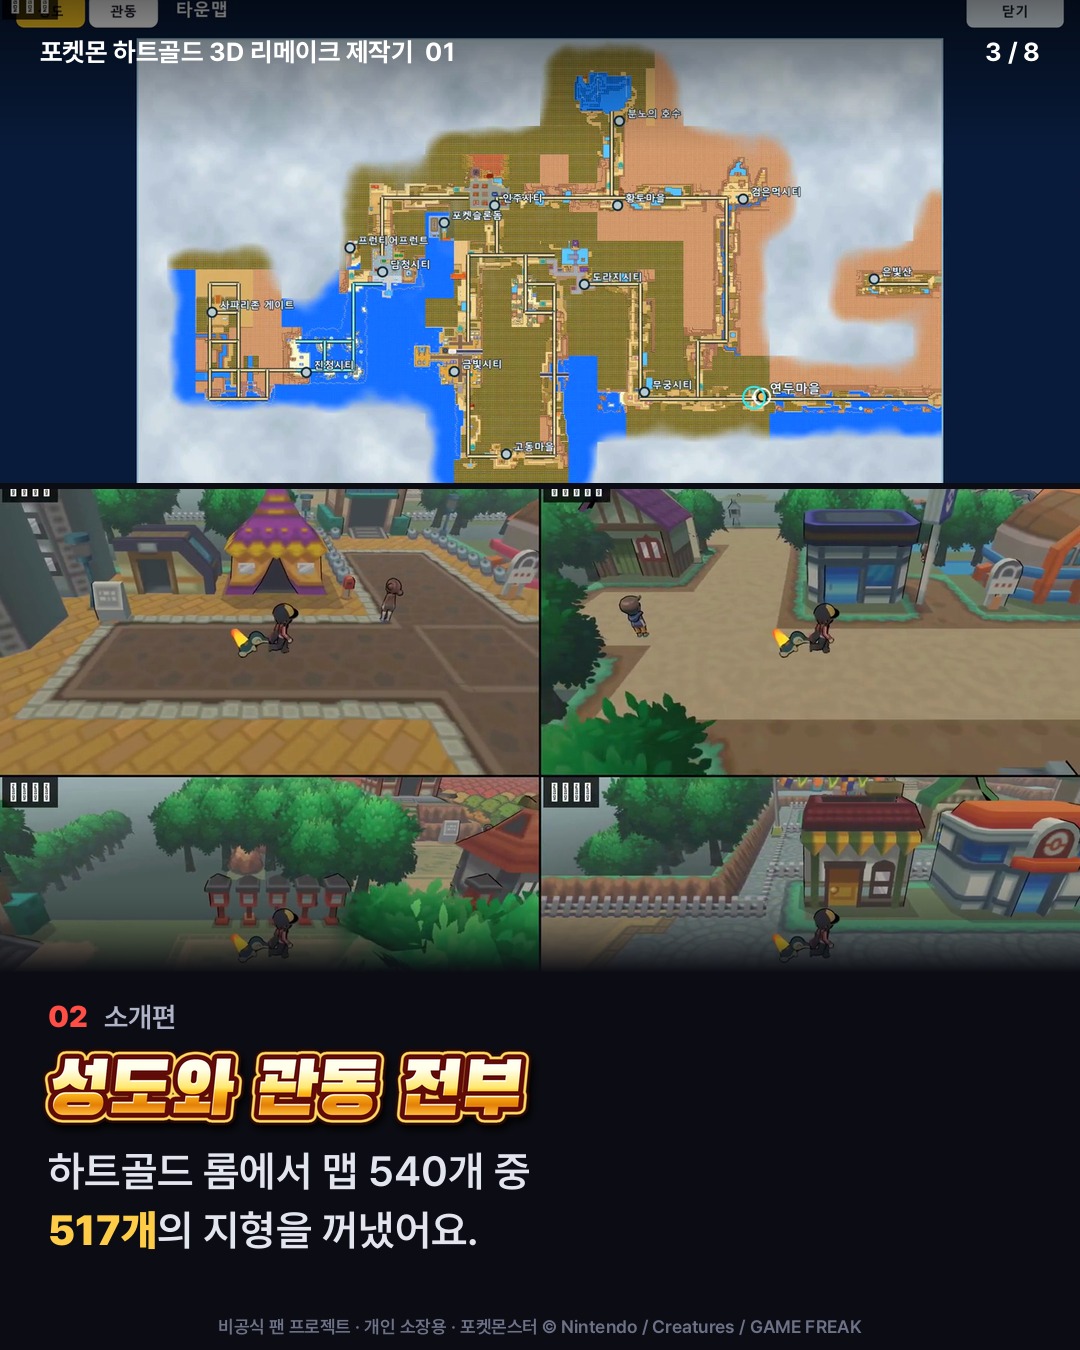 관동
타운맵
닫기
포켓몬 하트골드 3D 리메이크 제작기 01
3 / 8
분노의 호수
검은먹시티
인주시티
황토마을
포켓슬론돔
프런티어프런트
담청시티
은빛산
도라지시티
사파리존 게이트
진청시티
금빛시티
무궁시티
연두마을
고동마을
02 소개편
성도와 관동 전부
하트골드 롬에서 맵 540개 중
517개의 지형을 꺼냈어요.
비공식 팬 프로젝트 · 개인 소장용 · 포켓몬스터 © Nintendo / Creatures / GAME FREAK